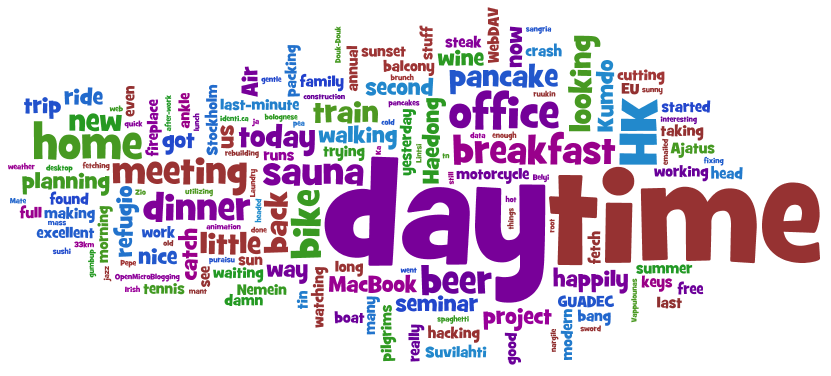 day
time
home
meeting
breakfast
office
HK
pancake
dinner
sauna
bike
beer
back
little
today
train
new
looking
Haedong
Kumdo
second
walking
seminar
MacBook
happily
project
planning
refugio
nice
catch
way
us
got
trip
ride
Air
family
packing
last-minute
Stockholm
fireplace
ankle
even
quick
web
after-work
lunch
identi.ca
ja
bolognese
pea
construction
gentle
Douk-Douk
annual
sunset
balcony
brunch
stuff
steak
wine
WebDAV
now
sangria
crash
ruukin
cutting
EU
sunny
started
interesting
taking
emailed
Ajatus
fixing
working
head
pancakes
cold
yesterday
Lintsi
trying
runs
rebuilding
Ka
data
enough
tn
still
motorcycle
Belyi
hot
things
root
fetch
weather
desktop
fetching
Zio
utilizing
Laundry
Mate
found
full
making
mass
excellent
morning
work
old
headed
animation
done
sushi
33km
gumbop
jazz
Pepe
puraisu
sun
see
waiting
OpenMicroBlogging
Irish
tennis
mant
Nemein
damn
tin
watching
long
boat
many
pilgrims
went
really
spaghetti
hacking
Suvilahti
good
GUADEC
bang
modern
nargile
sword
summer
keys
free
last
Vappulounas